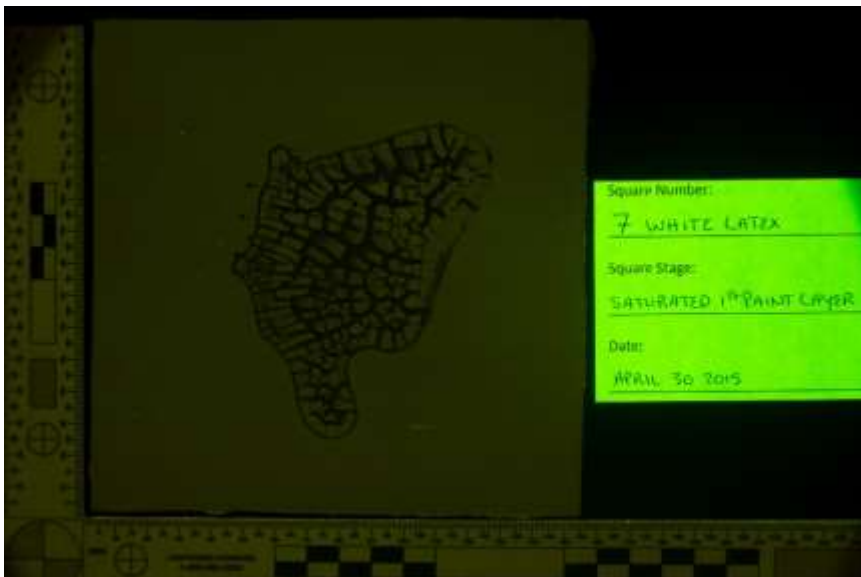 Square Number:
7 WHITE LATEX
Square Stage:
SATURATED 1st PAINT LAYER
Date:
APRIL 30 2015